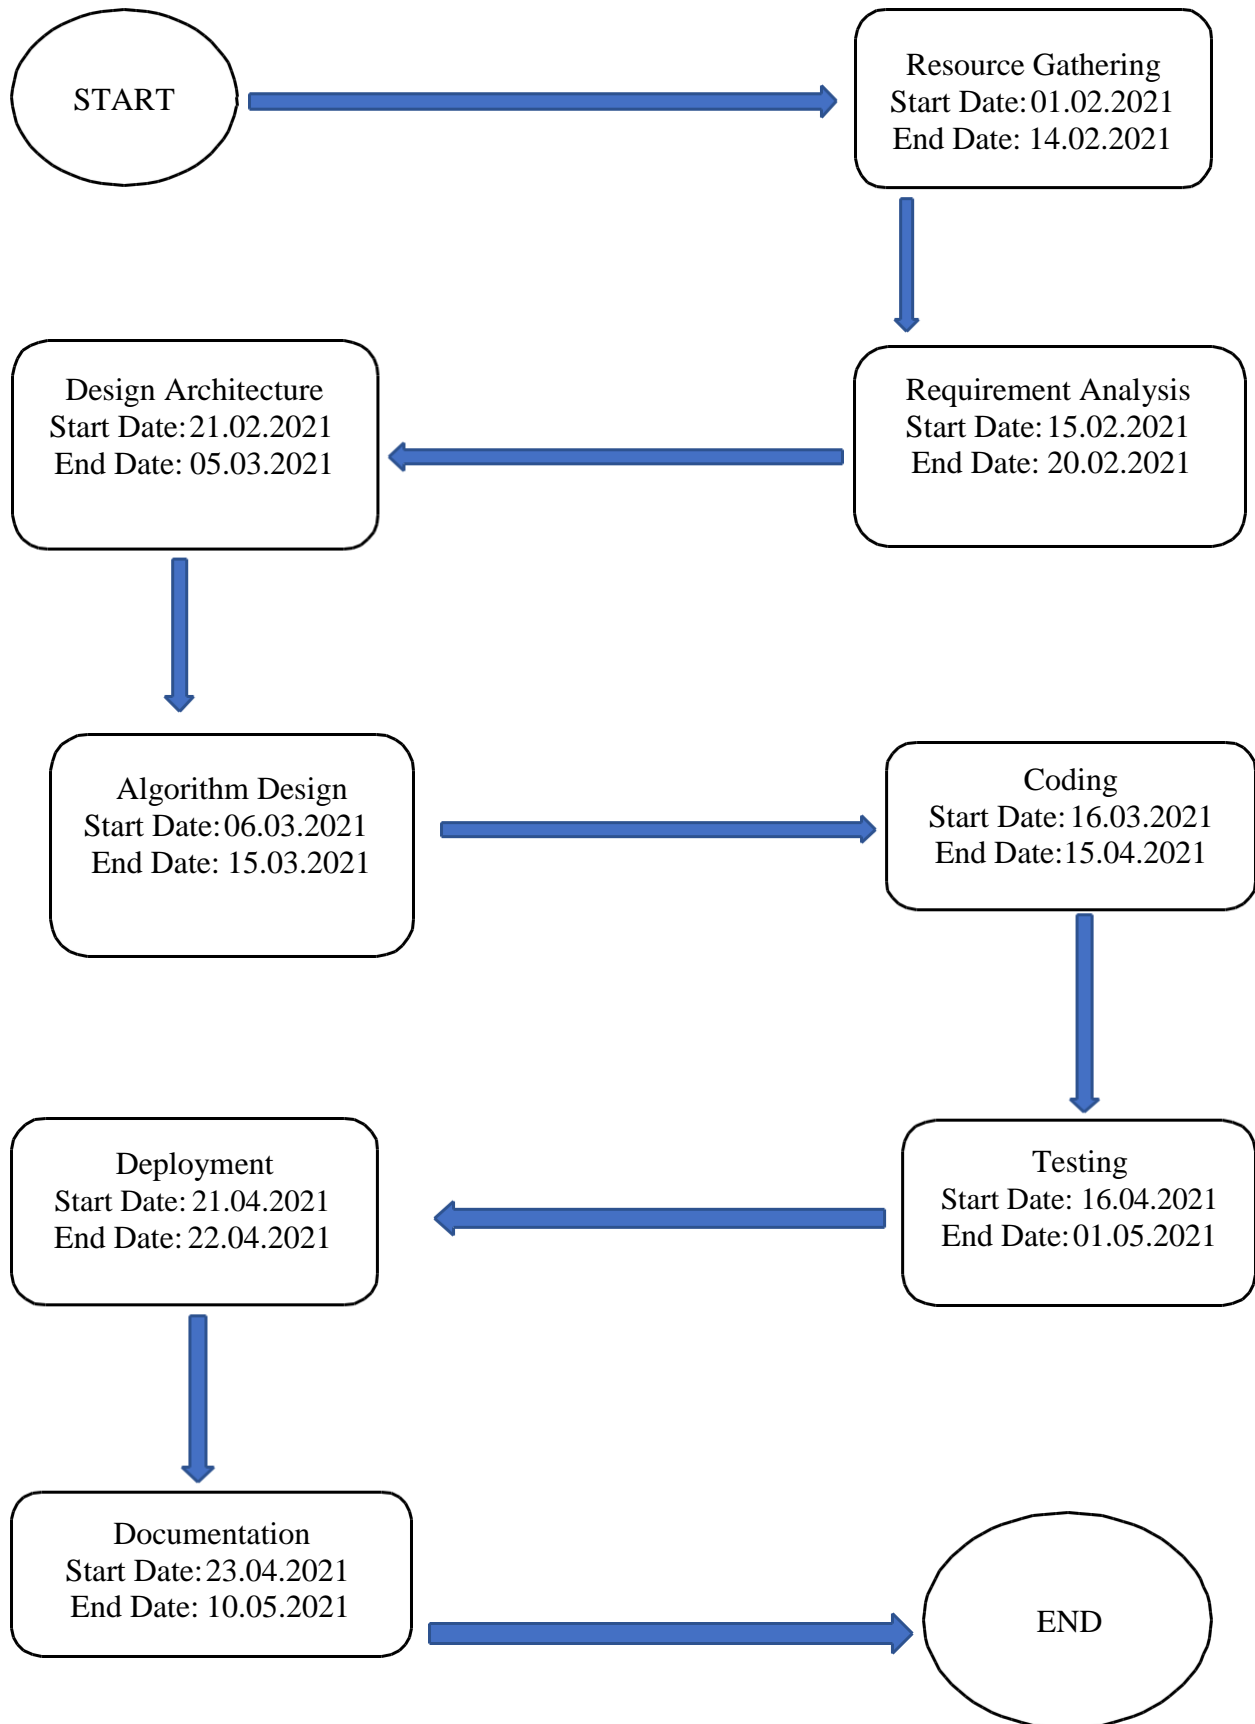 START
Resource Gathering
Start Date: 01.02.2021
End Date: 14.02.2021
Requirement Analysis
Start Date: 15.02.2021
End Date: 20.02.2021
Design Architecture
Start Date: 21.02.2021
End Date: 05.03.2021
Algorithm Design
Start Date: 06.03.2021
End Date: 15.03.2021
Coding
Start Date: 16.03.2021
End Date:15.04.2021
Testing
Start Date: 16.04.2021
End Date: 01.05.2021
Deployment
Start Date: 21.04.2021
End Date: 22.04.2021
Documentation
Start Date: 23.04.2021
End Date: 10.05.2021
END